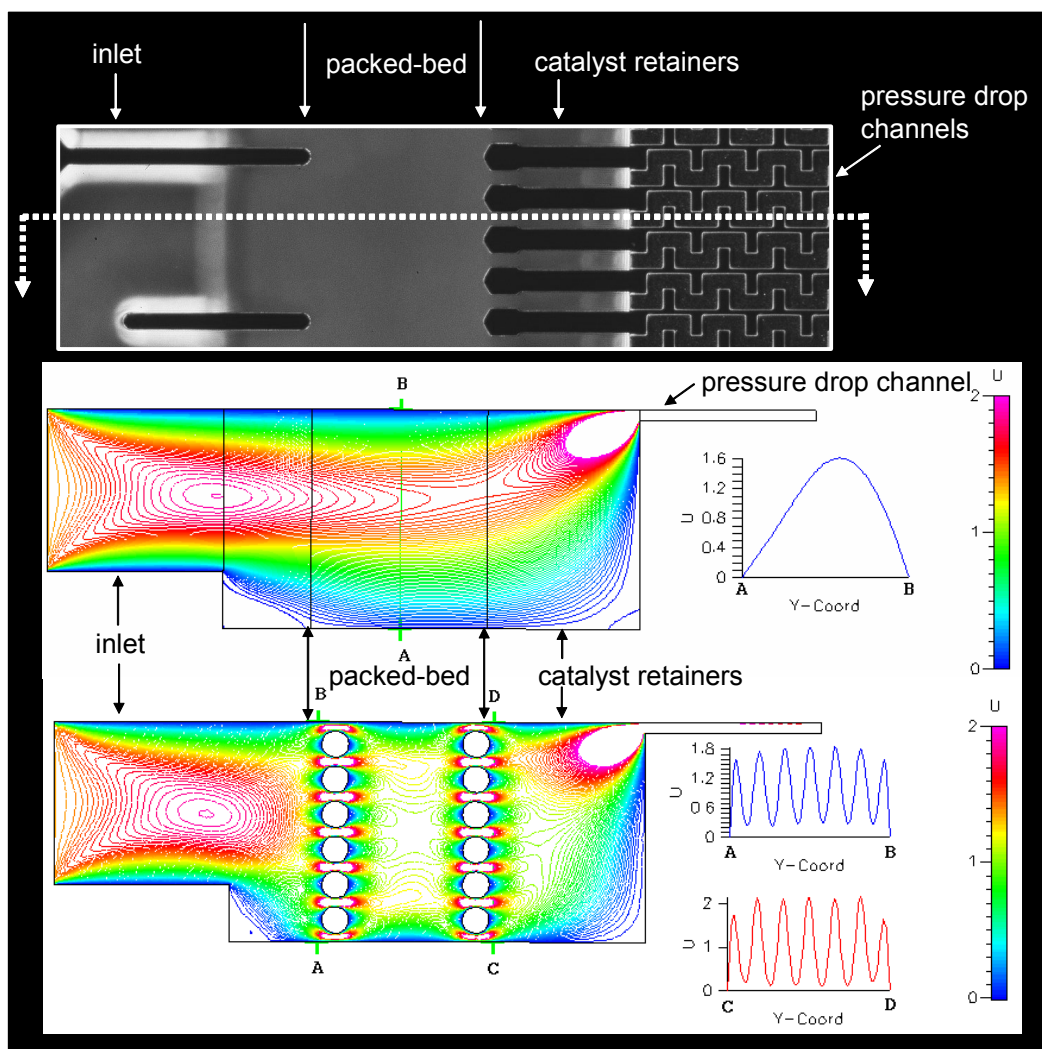 inlet
packed-bed
catalyst retainers
pressure drop
channels
B
pressure drop channel
U
2
1
0
1.6
1.2
0.8
0.4
0
U
A
B
Y-Coord
A
inlet
packed-bed
catalyst retainers
B
D
U
2
1
0
1.8
1.2
0 6
0
U
A
B
Y-Coord
2
1
0
U
C
D
Y-Coord
A
C